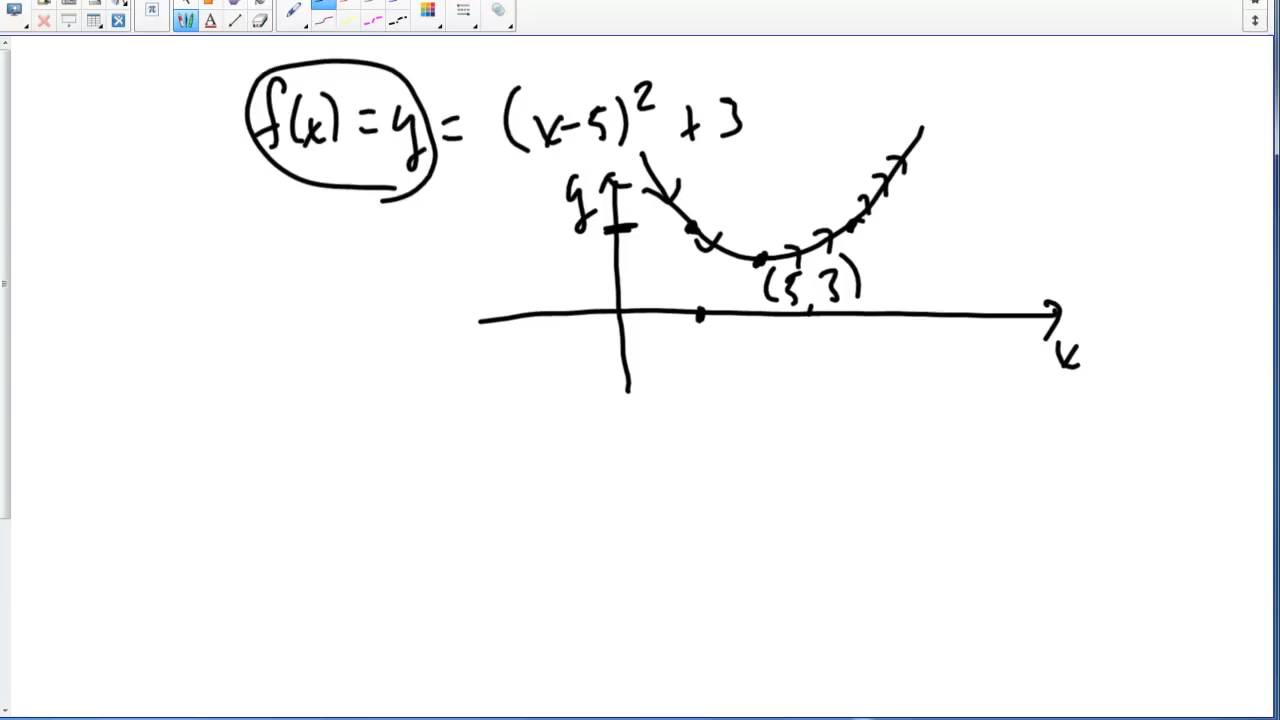 f(x) = y = (x-5)² + 3
y
(5,3)
x